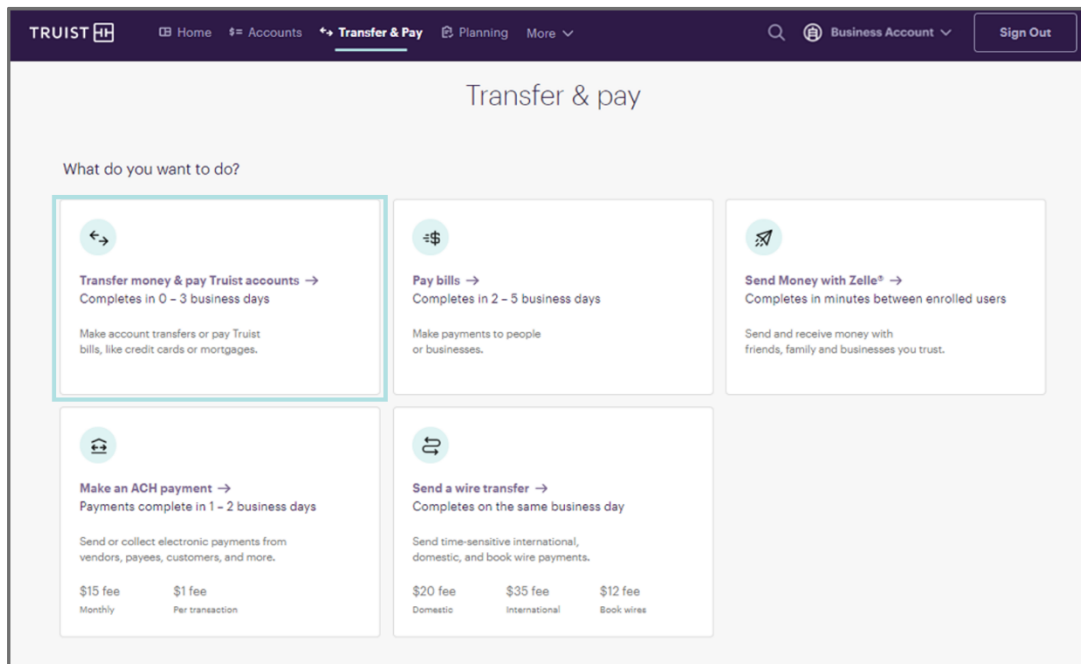 TRUIST
Home
Accounts
Transfer & Pay
Planning
More
Business Account
Sign Out
Transfer & pay
What do you want to do?
Transfer money & pay Truist accounts →
Completes in 0 – 3 business days
Make account transfers or pay Truist
bills, like credit cards or mortgages.
Pay bills →
Completes in 2 – 5 business days
Make payments to people
or businesses.
Send Money with Zelle® →
Completes in minutes between enrolled users
Send and receive money with
friends, family and businesses you trust.
Make an ACH payment →
Payments complete in 1 – 2 business days
Send or collect electronic payments from
vendors, payees, customers, and more.
$15 fee
Monthly
$1 fee
Per transaction
Send a wire transfer →
Completes on the same business day
Send time-sensitive international,
domestic, and book wire payments.
$20 fee
Domestic
$35 fee
International
$12 fee
Book wires